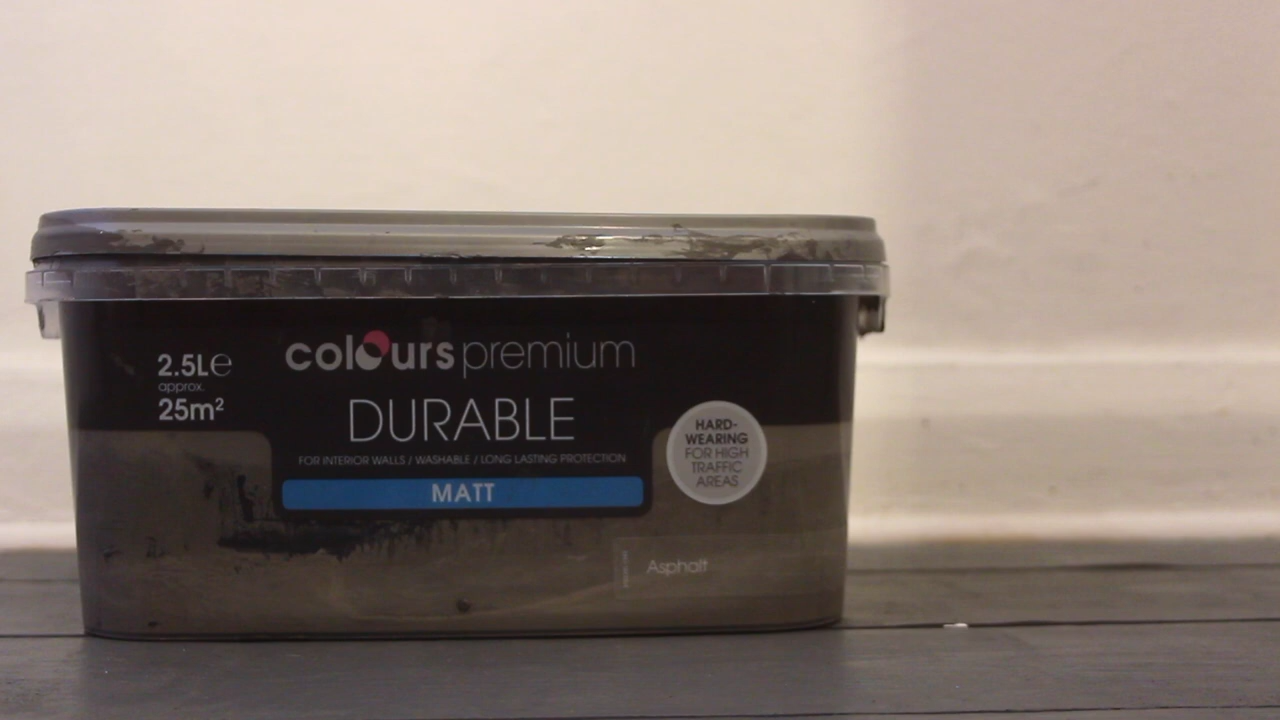 colours premium
2.5L℮
approx.
25m²
DURABLE
FOR INTERIOR WALLS / WASHABLE / LONG LASTING PROTECTION
MATT
HARD-
WEARING
FOR HIGH
TRAFFIC
AREAS
Asphalt